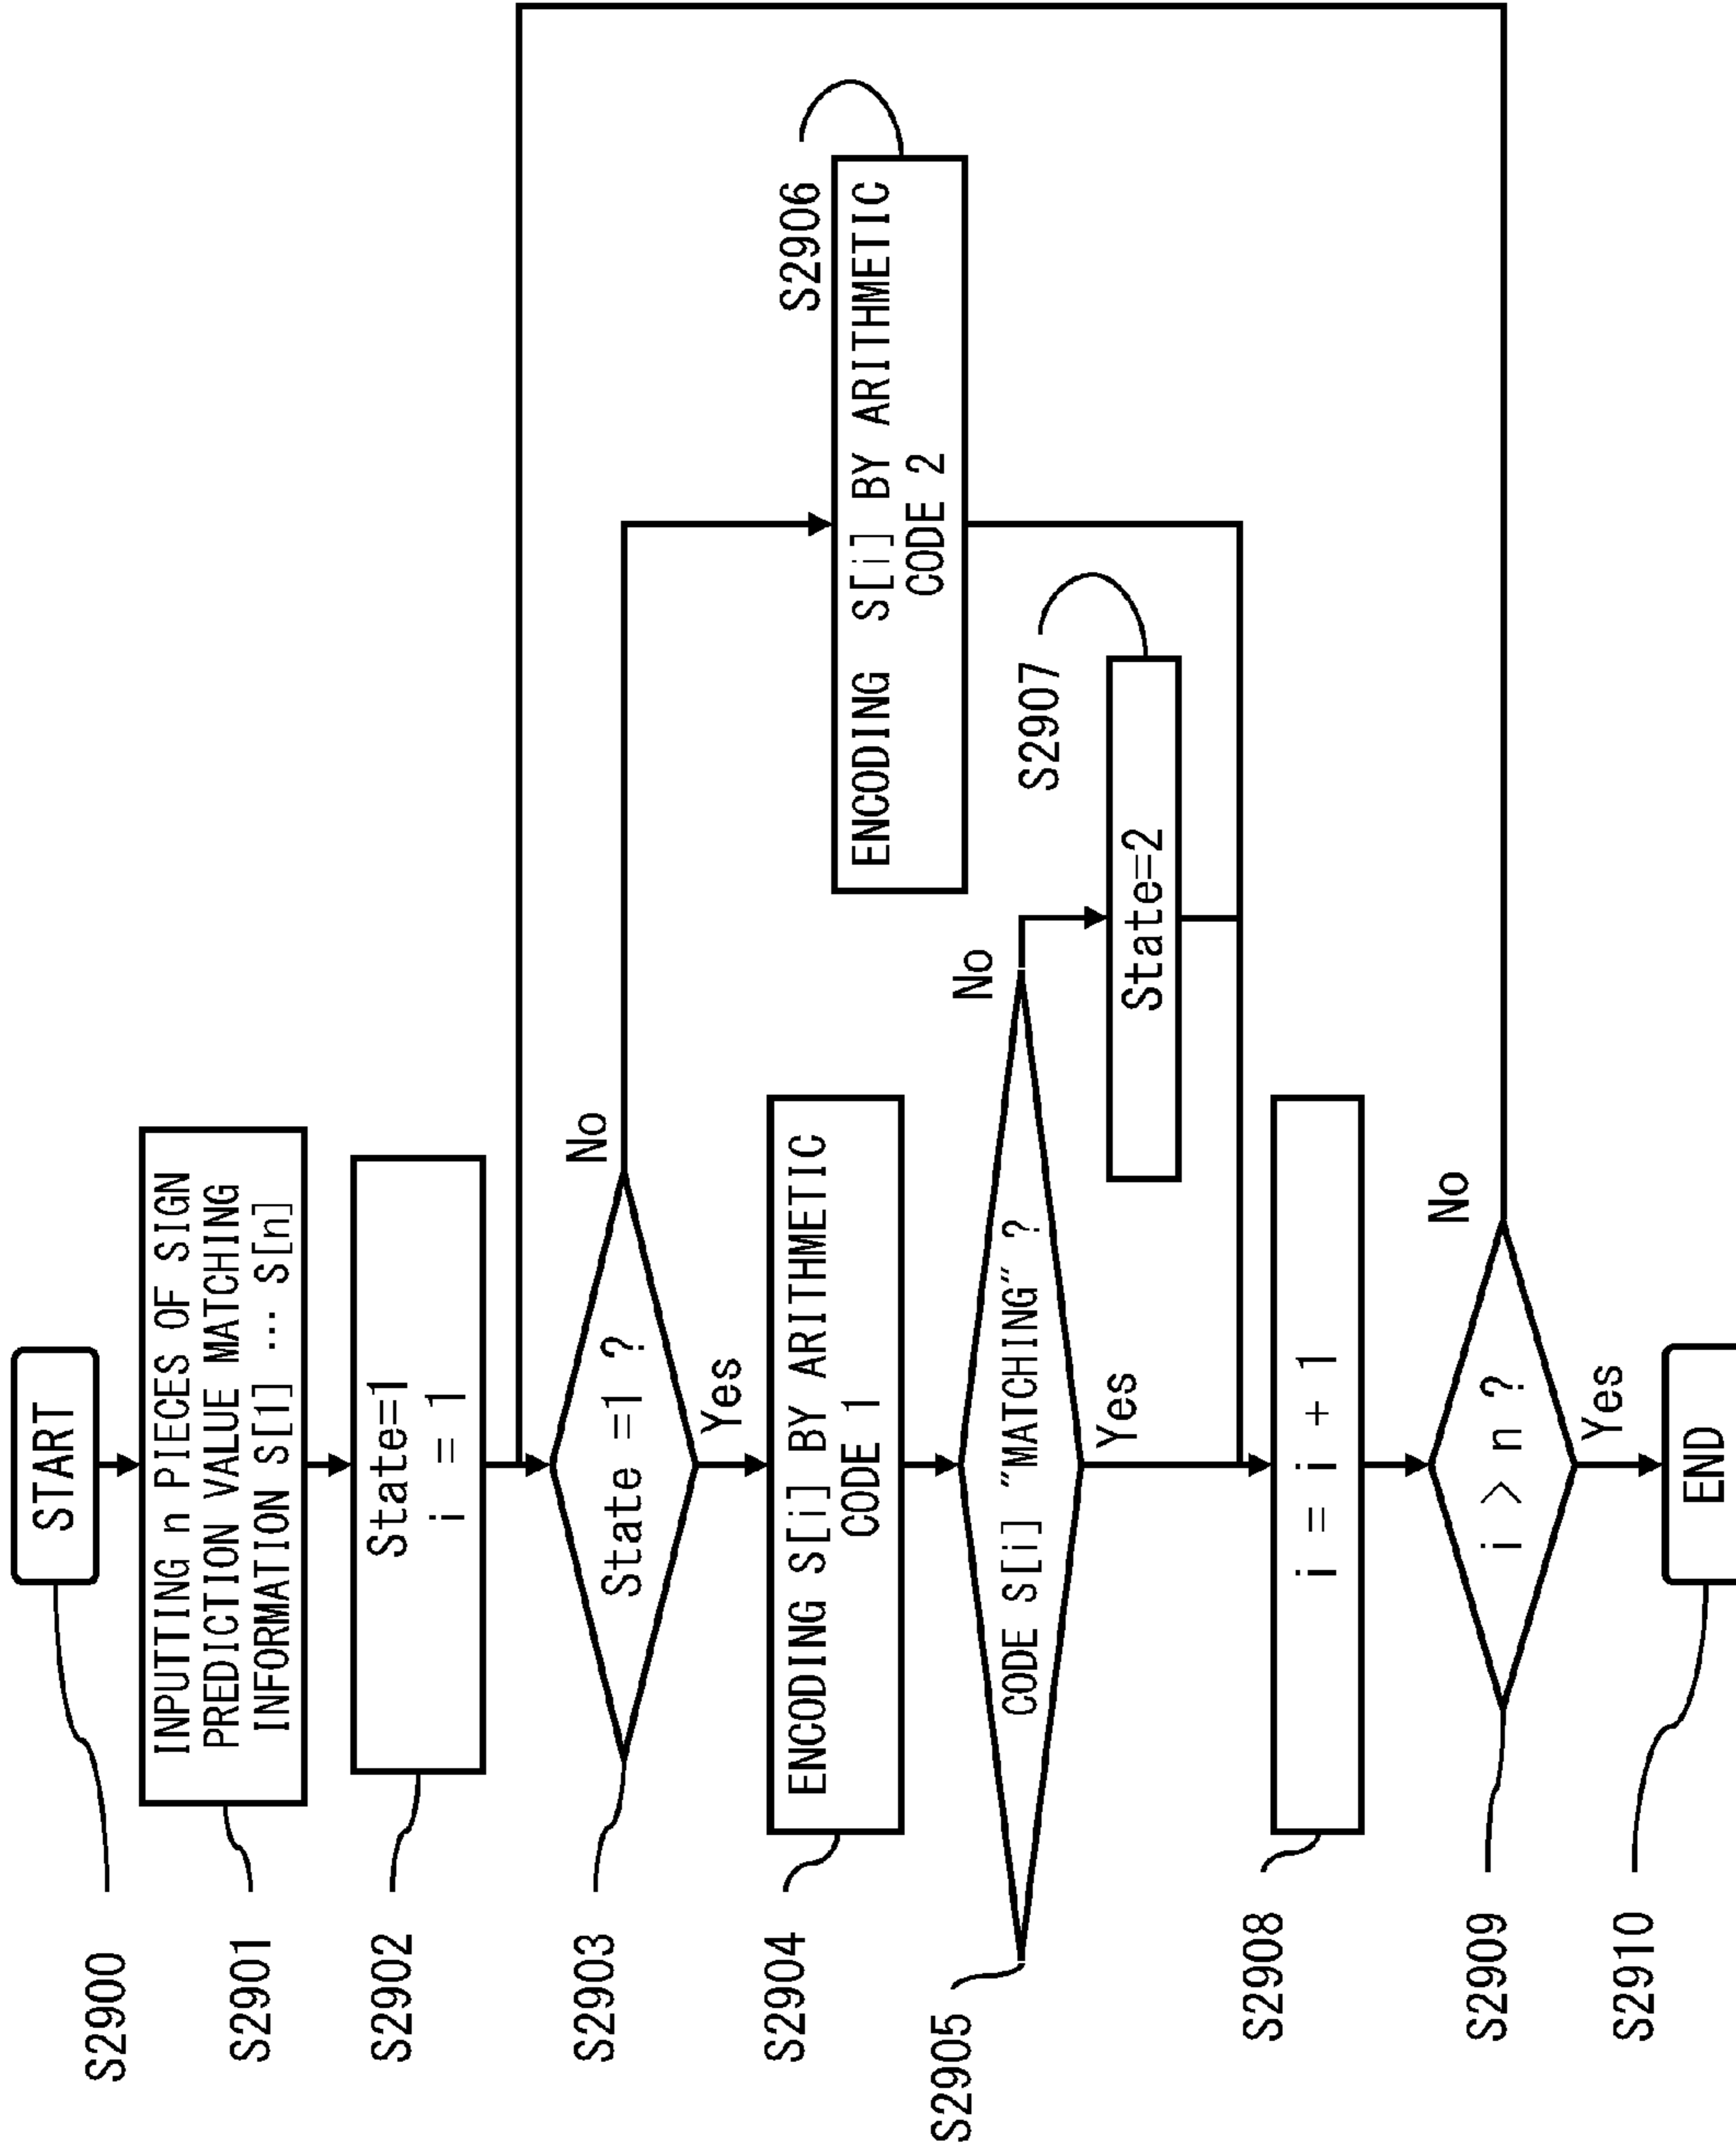 S2900
START
S2901
INPUTTING n PIECES OF SIGN
PREDICTION VALUE MATCHING
INFORMATION S[1] ... S[n]
S2902
State=1
i = 1
S2903
State =1 ?
No
Yes
S2904
ENCODING S[i] BY ARITHMETIC
CODE 1
S2906
ENCODING S[i] BY ARITHMETIC
CODE 2
S2905
CODE S[i] "MATCHING" ?
No
Yes
S2907
State=2
S2908
i = i + 1
S2909
i > n ?
No
Yes
S2910
END